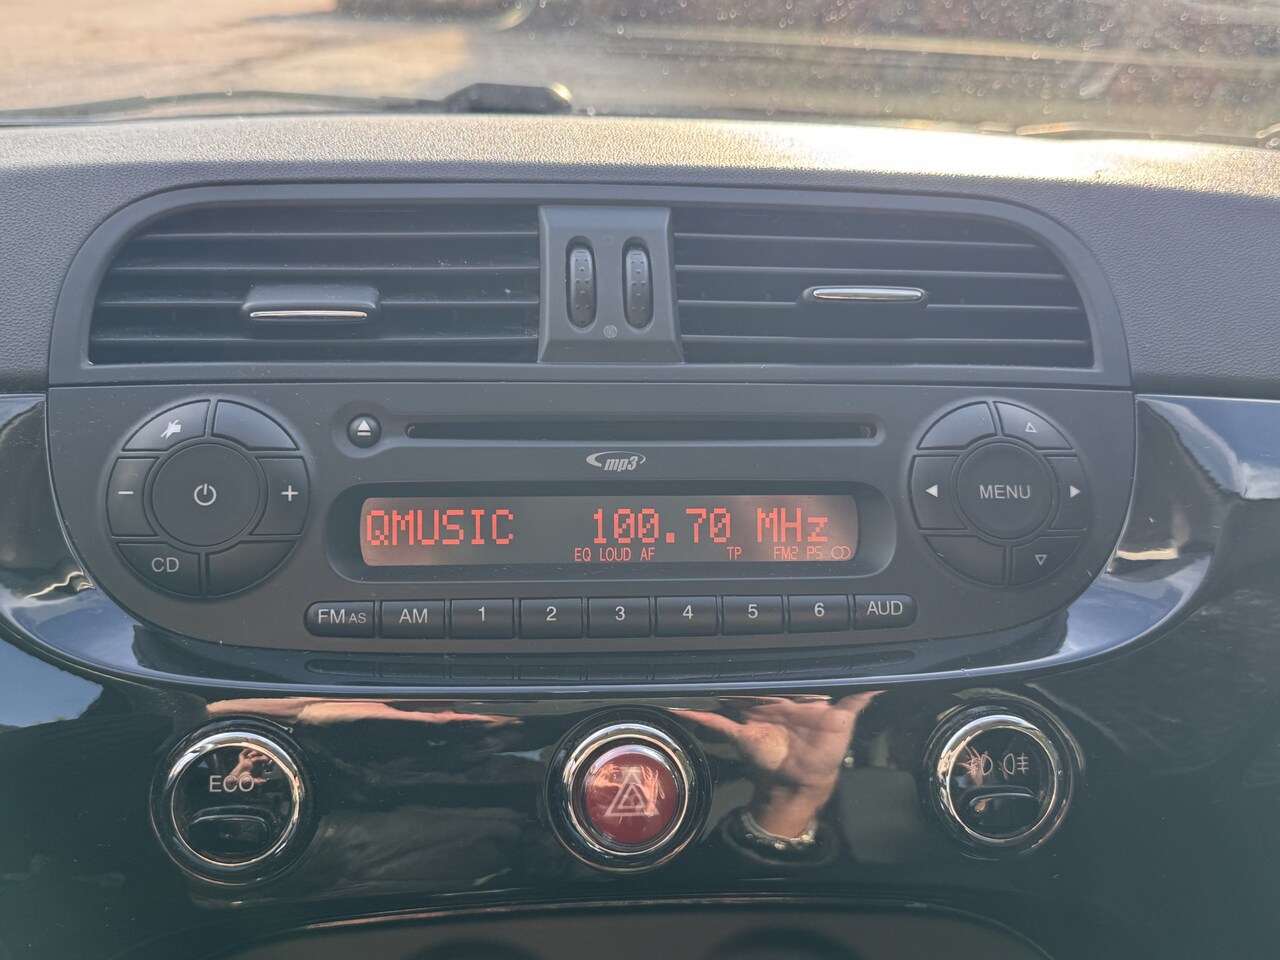 mp3
QMUSIC 100.70 MHz
EQ LOUD AF TP FM2 PS
− + MENU
CD
FM AS AM 1 2 3 4 5 6 AUD
ECO